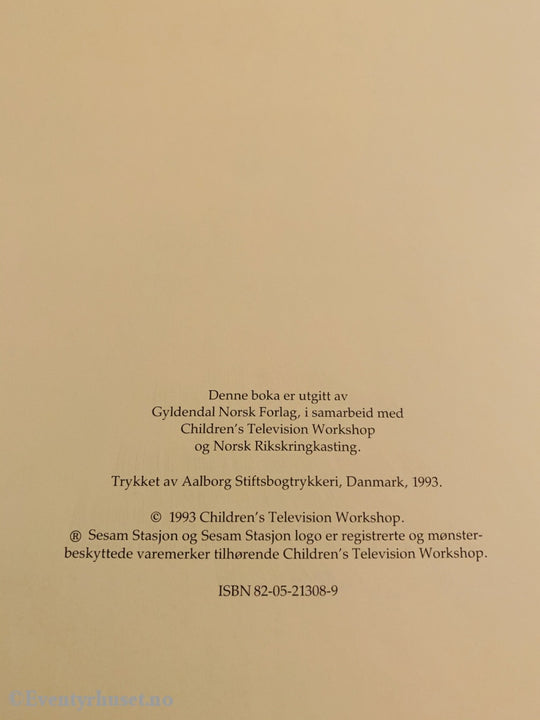 Denne boka er utgitt av
Gyldendal Norsk Forlag, i samarbeid med
Children's Television Workshop
og Norsk Rikskringkasting.
Trykket av Aalborg Stiftsbogtrykkeri, Danmark, 1993.
© 1993 Children's Television Workshop.
® Sesam Stasjon og Sesam Stasjon logo er registrerte og mønster-
beskyttede varemerker tilhørende Children's Television Workshop.
ISBN 82-05-21308-9
© Eventyrhuset.no